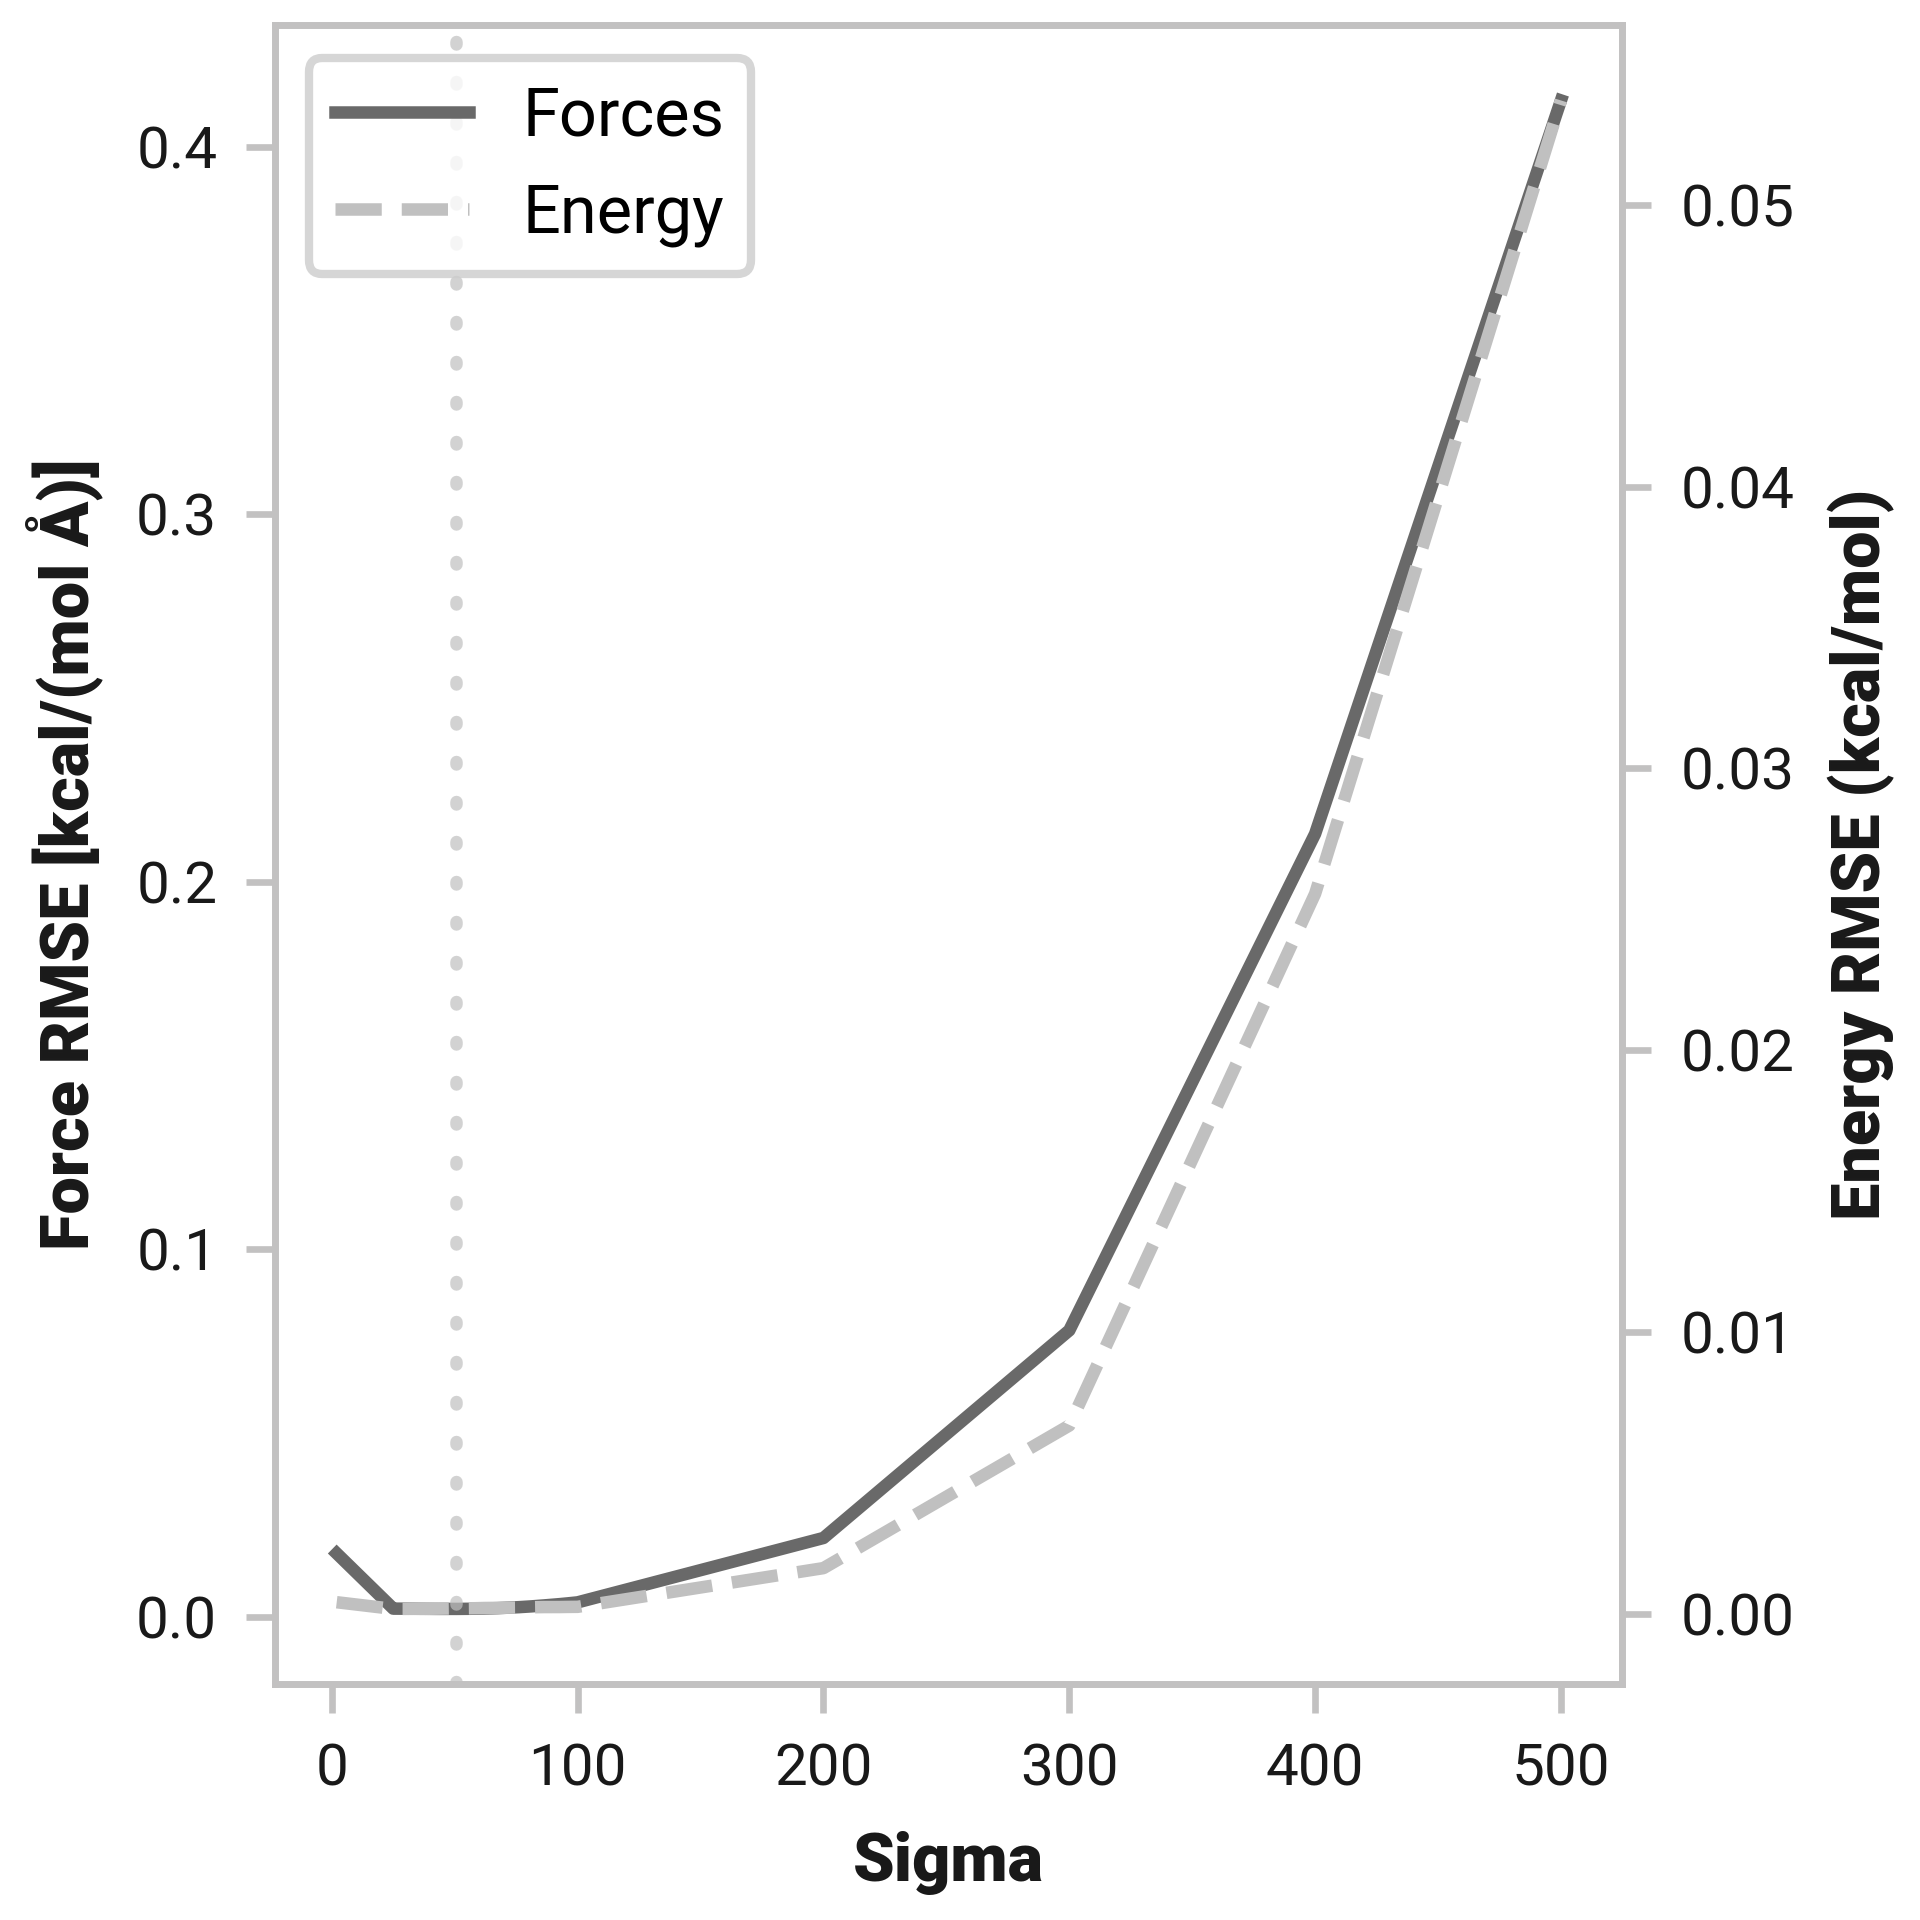 Forces
Energy
0.4
0.3
0.2
0.1
0.0
Force RMSE [kcal/(mol Å)]
0.05
0.04
0.03
0.02
0.01
0.00
Energy RMSE (kcal/mol)
0 100 200 300 400 500
Sigma